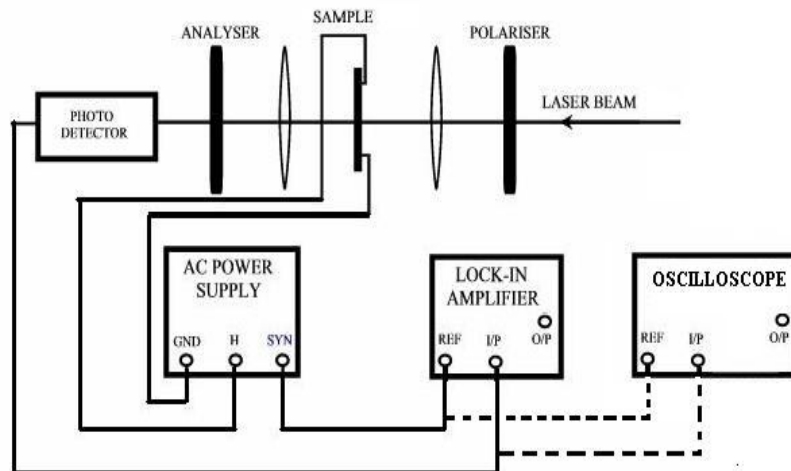 SAMPLE
ANALYSER
POLARISER
LASER BEAM
PHOTO
DETECTOR
AC POWER
SUPPLY
GND
H
SYN
LOCK-IN
AMPLIFIER
O/P
REF
I/P
OSCILLOSCOPE
O/P
REF
I/P